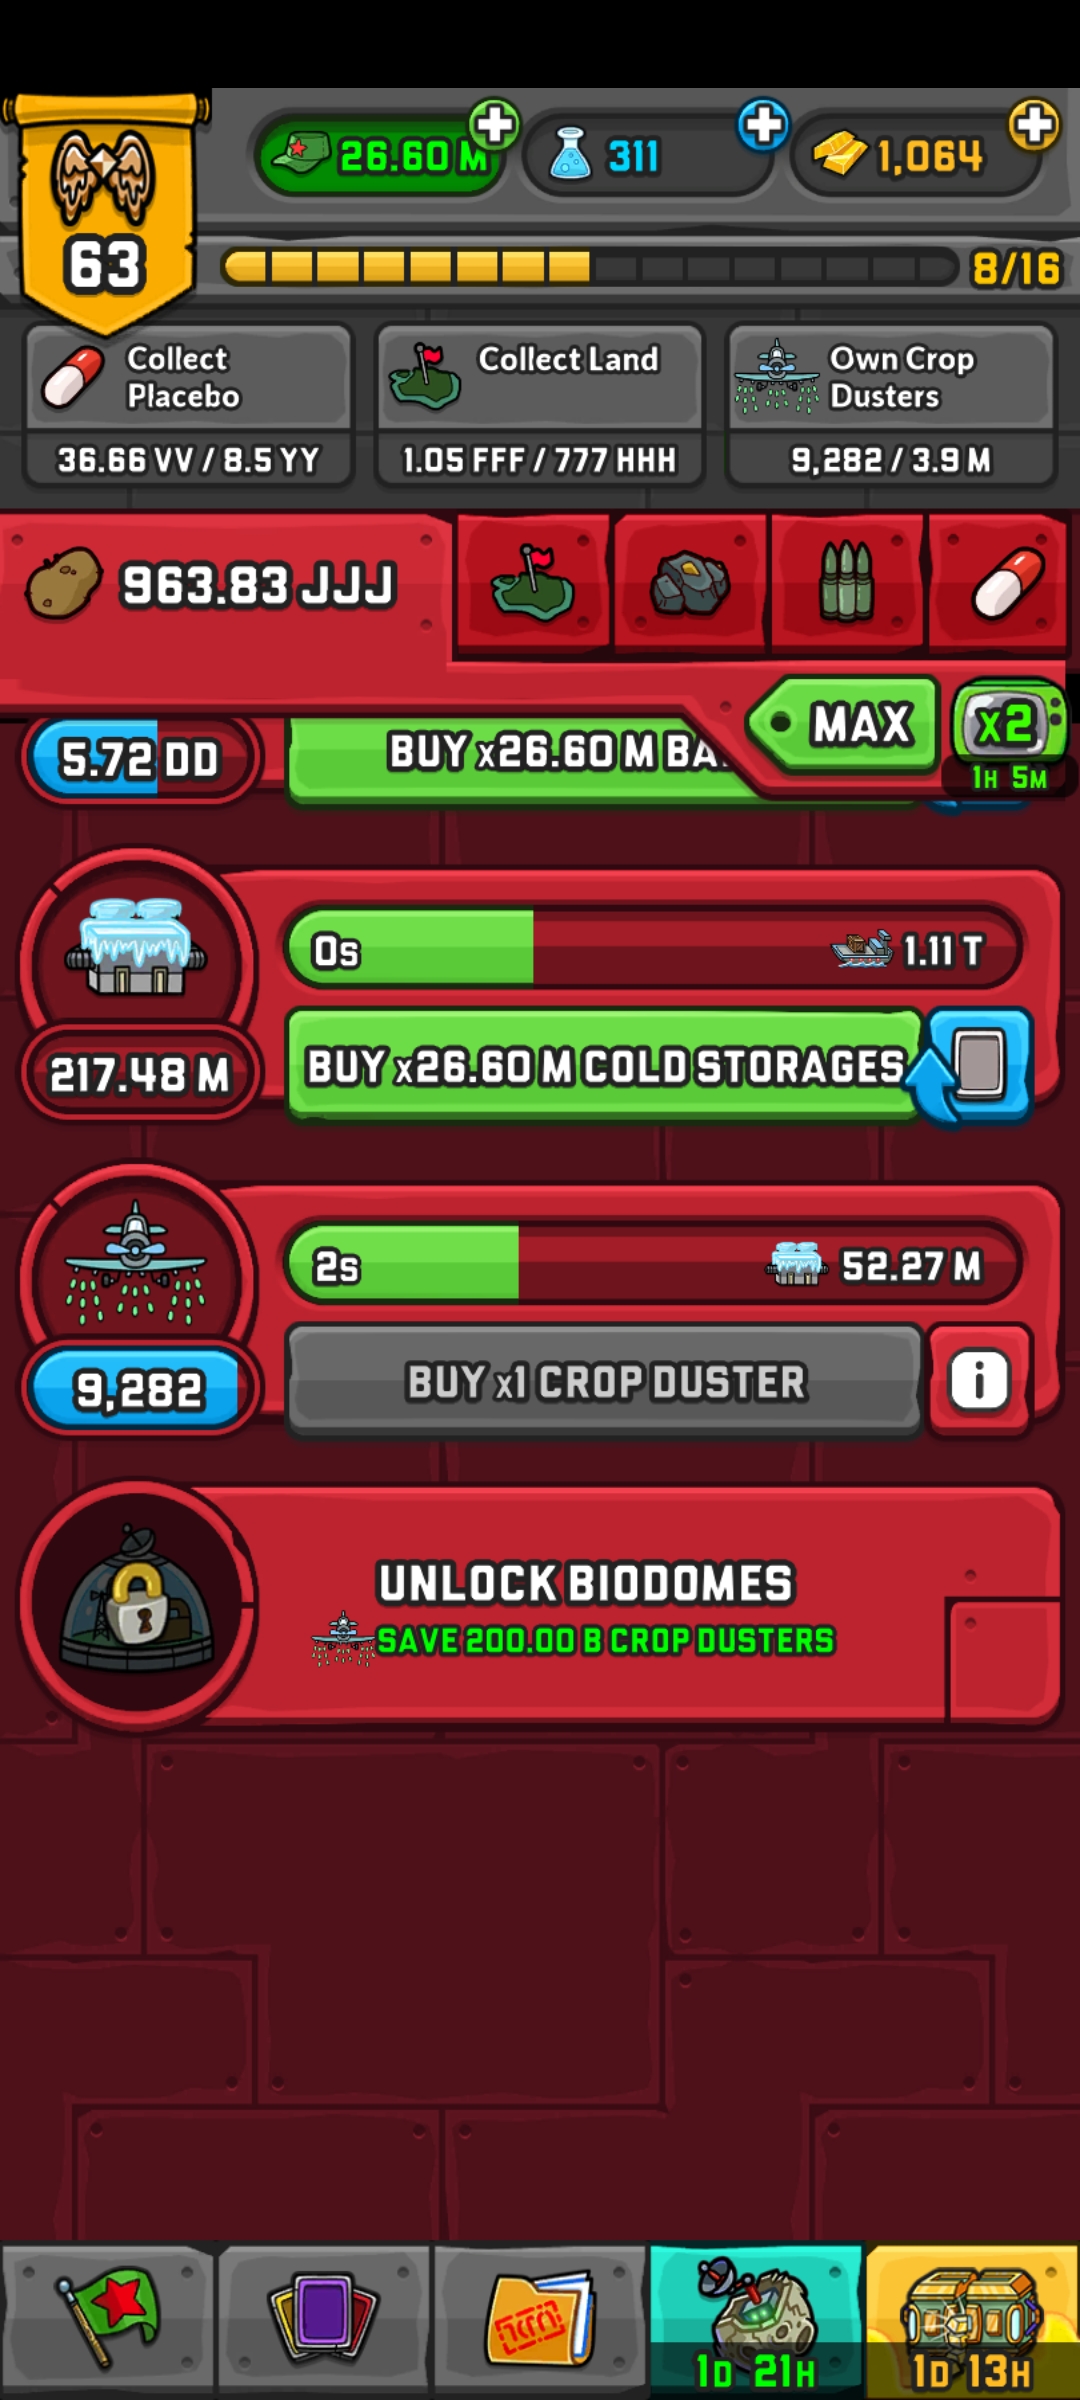 26.60 M
311
1,064
63
8/16
Collect
Placebo
36.66 VV / 8.5 YY
Collect Land
1.05 FFF / 777 HHH
Own Crop
Dusters
9,282 / 3.9 M
963.83 JJJ
MAX
x2
1H 5M
5.72 DD
BUY x26.60 M BA
0s
1.11 T
217.48 M
BUY x26.60 M COLD STORAGES
2s
52.27 M
9,282
BUY x1 CROP DUSTER
i
UNLOCK BIODOMES
SAVE 200.00 B CROP DUSTERS
1D 21H
1D 13H